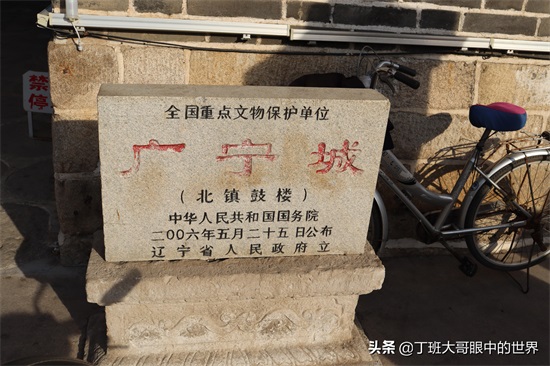 禁
停
全国重点文物保护单位
广宁城
(北镇鼓楼)
中华人民共和国国务院
二00六年五月二十五日公布
辽宁省人民政府立
头条 @丁班大哥眼中的世界